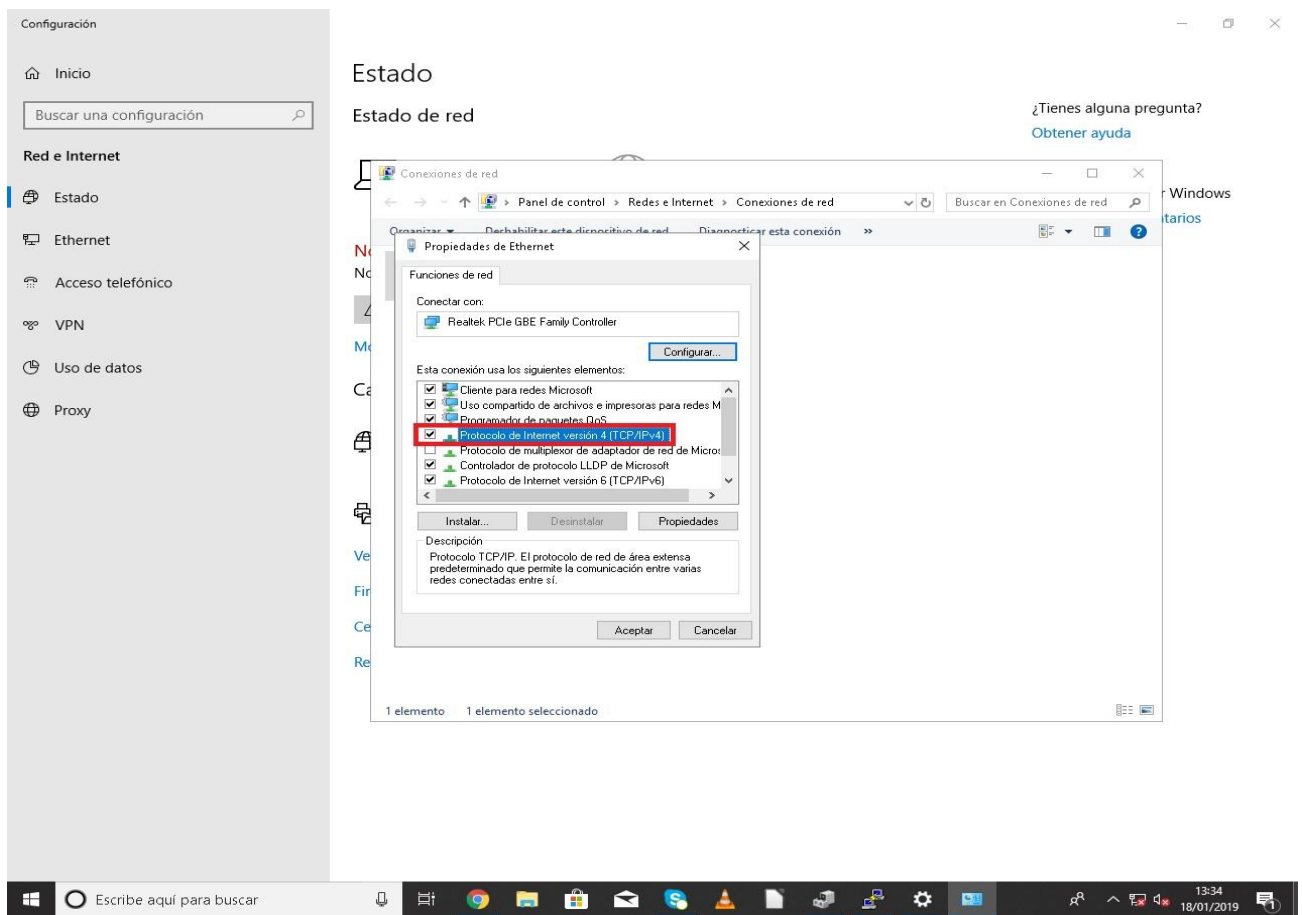 Configuración
Inicio
Buscar una configuración
Red e Internet
Estado
Ethernet
Acceso telefónico
VPN
Uso de datos
Proxy
Estado
Estado de red
¿Tienes alguna pregunta?
Obtener ayuda
Windows
tarios
No
No
Ve
Fir
Ce
Re
Conexiones de red
Panel de control > Redes e Internet > Conexiones de red
Buscar en Conexiones de red
Organizar Deshabilitar este dispositivo de red Diagnosticar esta conexión »
Propiedades de Ethernet
Funciones de red
Conectar con:
Realtek PCIe GBE Family Controller
Configurar...
Esta conexión usa los siguientes elementos:
Cliente para redes Microsoft
Uso compartido de archivos e impresoras para redes M
Programador de paquetes QoS
Protocolo de Internet versión 4 (TCP/IPv4)
Protocolo de multiplexor de adaptador de red de Micros
Controlador de protocolo LLDP de Microsoft
Protocolo de Internet versión 6 (TCP/IPv6)
Instalar... Desinstalar Propiedades
Descripción
Protocolo TCP/IP. El protocolo de red de área extensa
predeterminado que permite la comunicación entre varias
redes conectadas entre sí.
Aceptar Cancelar
1 elemento 1 elemento seleccionado
Escribe aquí para buscar
13:34
18/01/2019